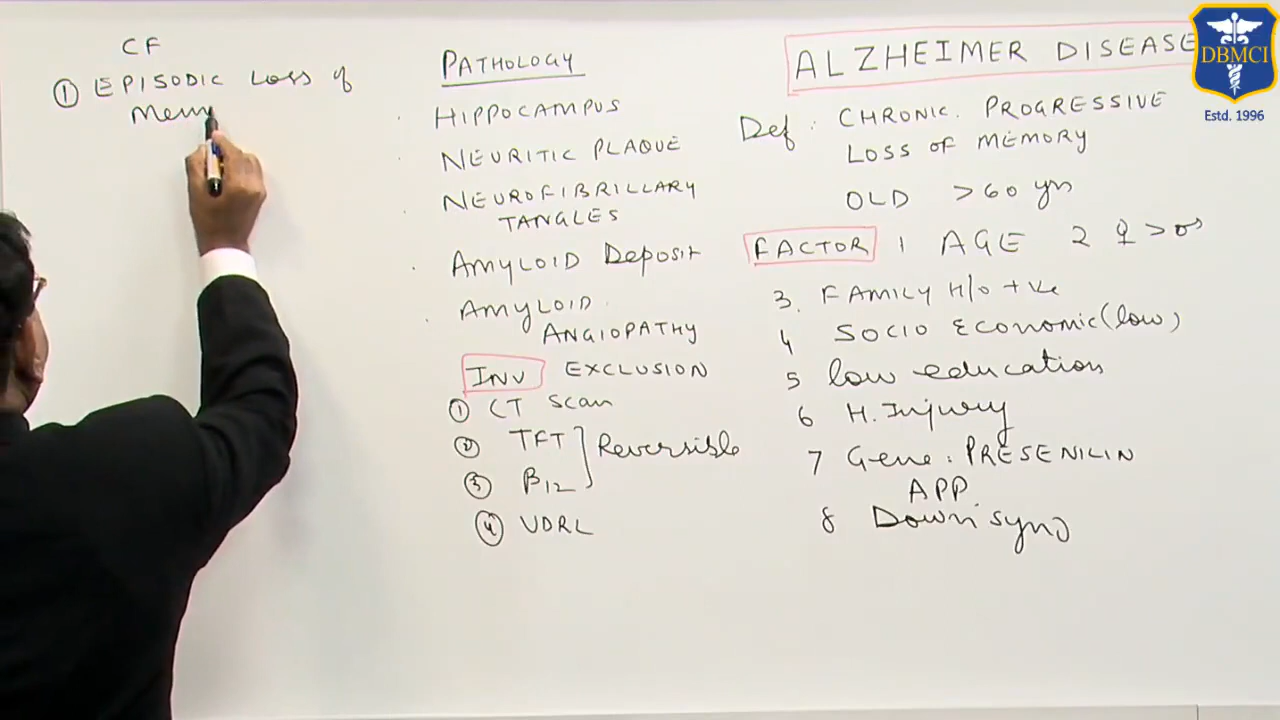 CF
① EPISODIC Loss of
Mem
PATHOLOGY
HIPPOCAMPUS
NEURITIC PLAQUE
NEUROFIBRILLARY
TANGLES
AMYLOID Deposit
AMYLOID
ANGIOPATHY
INV EXCLUSION
① CT Scan
② TFT
③ B12
Reversible
④ VDRL
ALZHEIMER DISEASE
Def: CHRONIC. PROGRESSIVE
LOSS OF MEMORY
OLD >60 yrs
FACTOR 1 AGE 2 ♀>♂
3. FAMILY H/o +ve
4 SOCIO ECONOMIC (low)
5 low education
6 H. Injury
7 Gene: PRESENILIN
APP
8 Down' synd
DBMCI
Estd. 1996